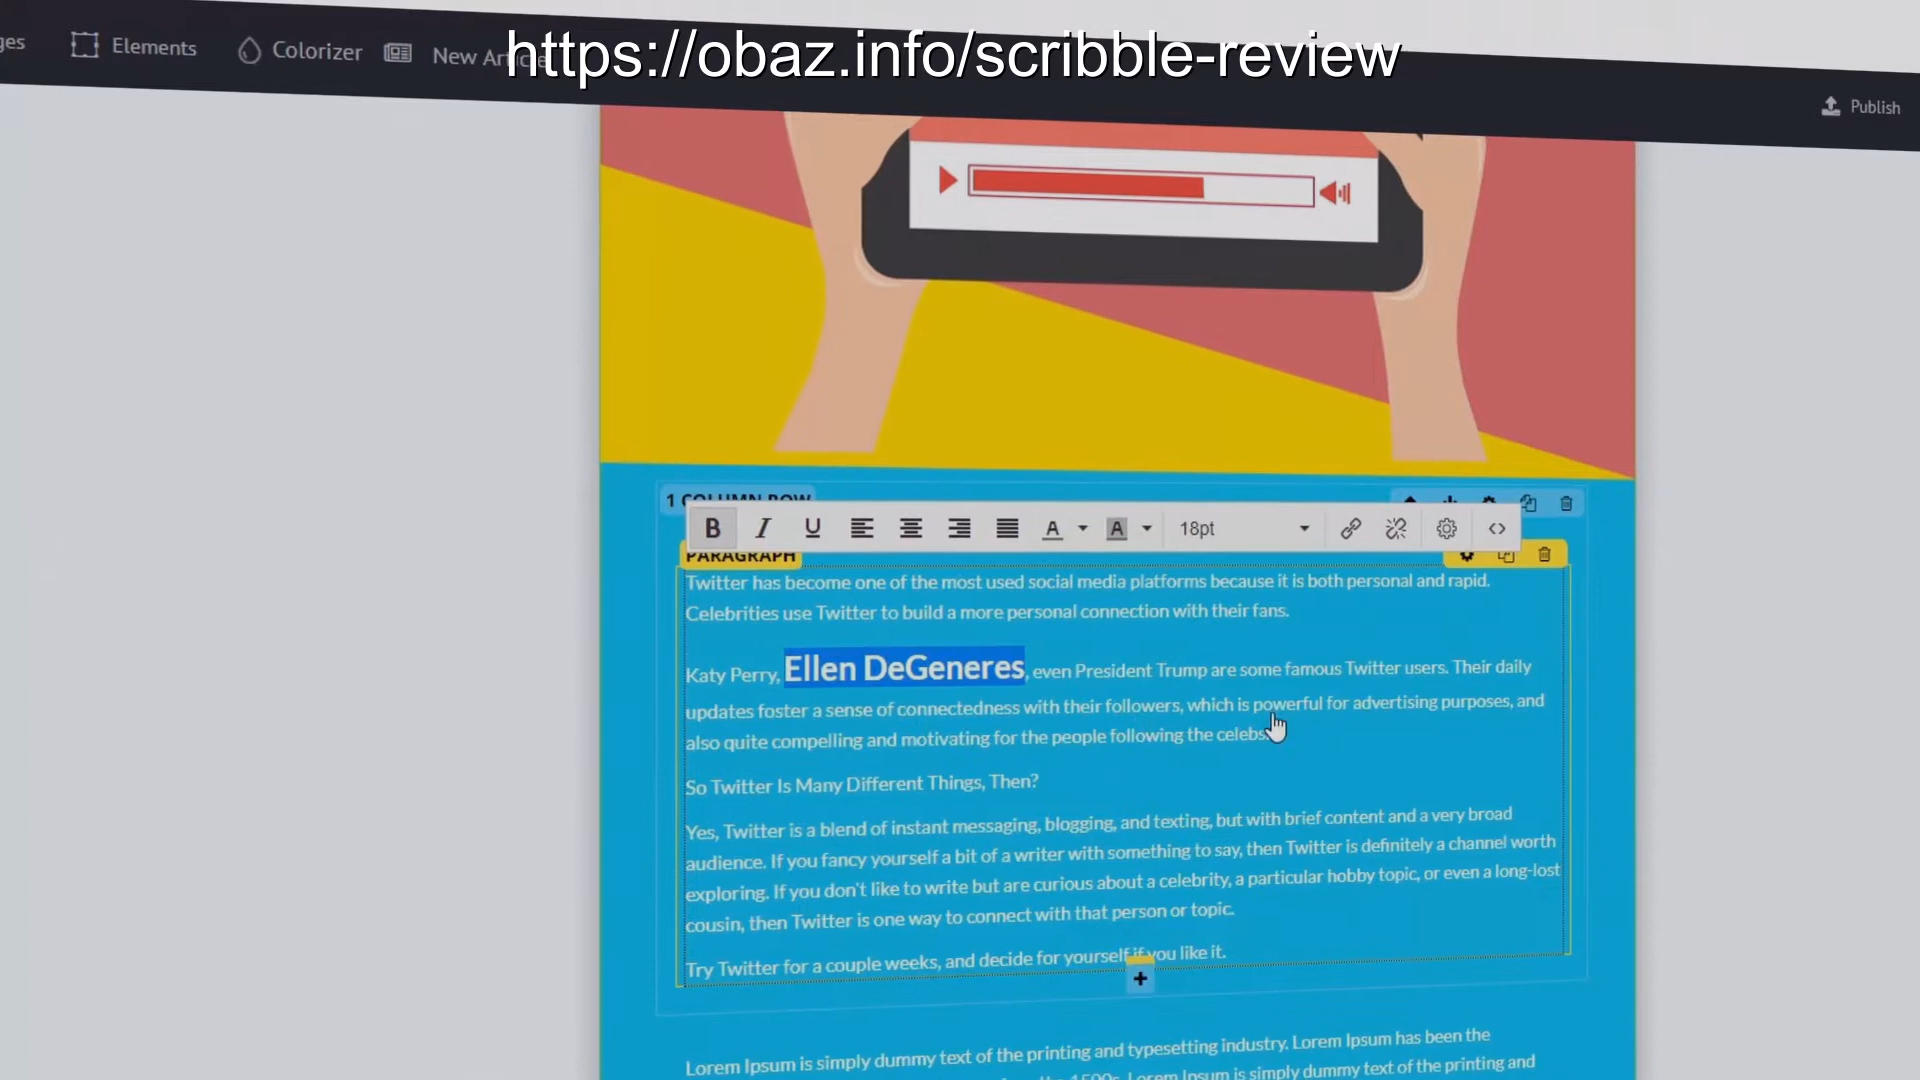 https://obaz.info/scribble-review
Elements
Colorizer
New Article
Publish
1 COLUMN ROW
B I U A A 18pt
PARAGRAPH
Twitter has become one of the most used social media platforms because it is both personal and rapid.
Celebrities use Twitter to build a more personal connection with their fans.
Katy Perry, Ellen DeGeneres, even President Trump are some famous Twitter users. Their daily
updates foster a sense of connectedness with their followers, which is powerful for advertising purposes, and
also quite compelling and motivating for the people following the celebs.
So Twitter Is Many Different Things, Then?
Yes, Twitter is a blend of instant messaging, blogging, and texting, but with brief content and a very broad
audience. If you fancy yourself a bit of a writer with something to say, then Twitter is definitely a channel worth
exploring. If you don't like to write but are curious about a celebrity, a particular hobby topic, or even a long-lost
cousin, then Twitter is one way to connect with that person or topic.
Try Twitter for a couple weeks, and decide for yourself if you like it.
Lorem Ipsum is simply dummy text of the printing and typesetting industry. Lorem Ipsum has been the
1500s. Lorem Ipsum is simply dummy text of the printing and